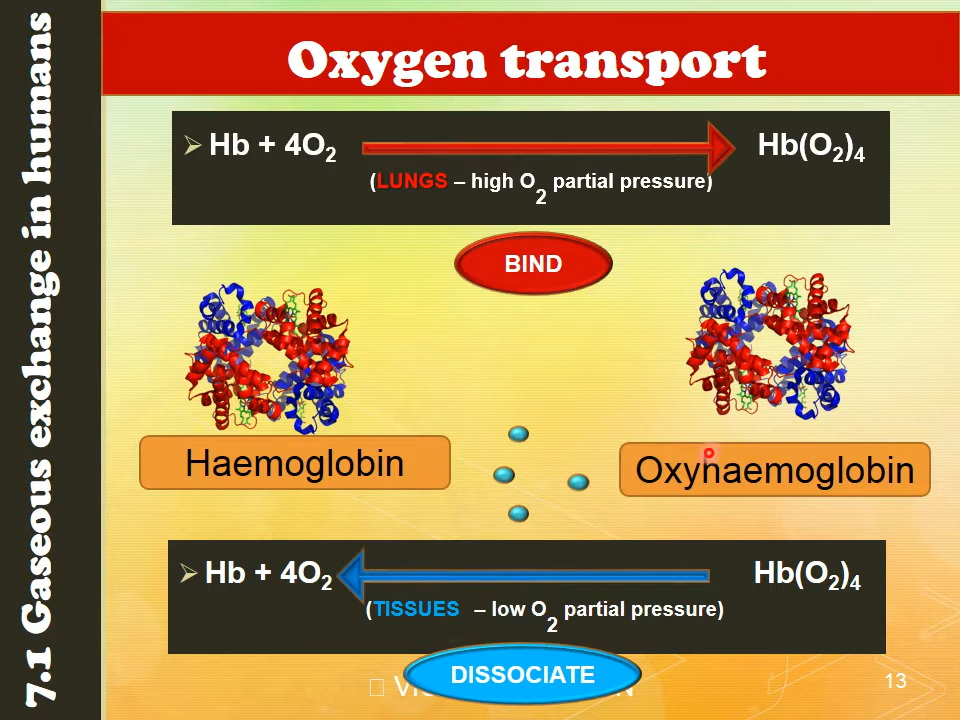 7.1 Gaseous exchange in humans
Oxygen transport
Hb + 4O2 Hb(O2)4
(LUNGS – high O2 partial pressure)
BIND
Haemoglobin
Oxyhaemoglobin
Hb + 4O2 Hb(O2)4
(TISSUES – low O2 partial pressure)
DISSOCIATE
13